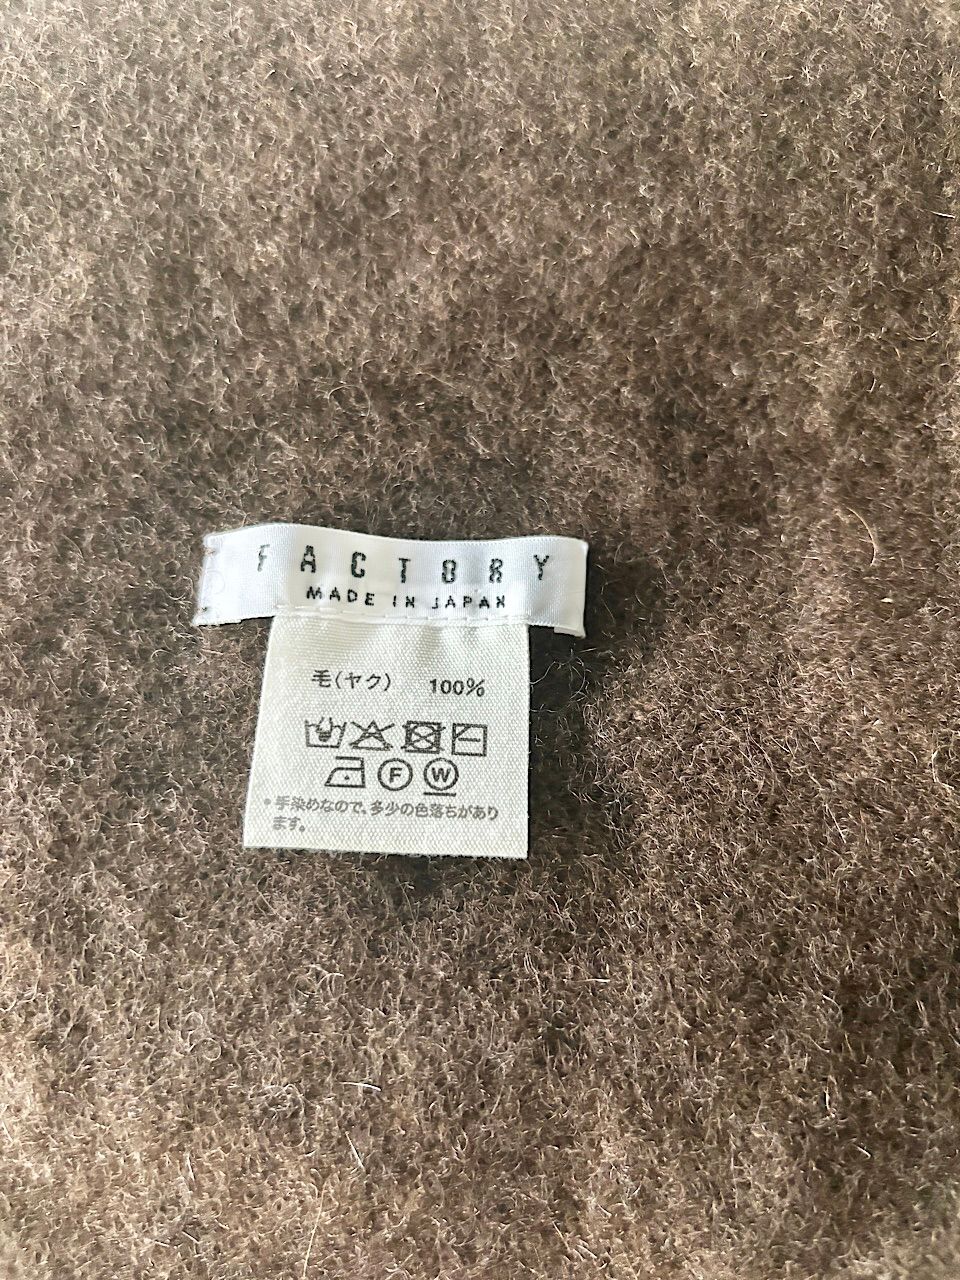 FACTORY
MADE IN JAPAN
毛(ヤク) 100%
F W
•手染めなので、多少の色落ちがあり
ます。